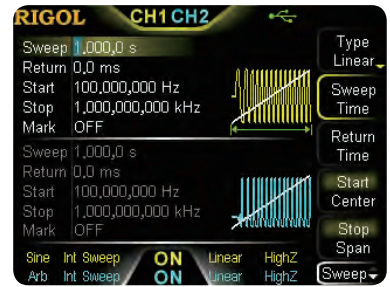 RIGOL CH1 CH2
Sweep 1,000,0 s
Return 0,0 ms
Start 100,000,000 Hz
Stop 1,000,000,000 kHz
Mark OFF
Sweep 1,000,0 s
Return 0,0 ms
Start 100,000,000 Hz
Stop 1,000,000,000 kHz
Mark OFF
Sine Int Sweep ON Linear HighZ
Arb Int Sweep ON Linear HighZ
Type
Linear
Sweep
Time
Return
Time
Start
Center
Stop
Span
Sweep